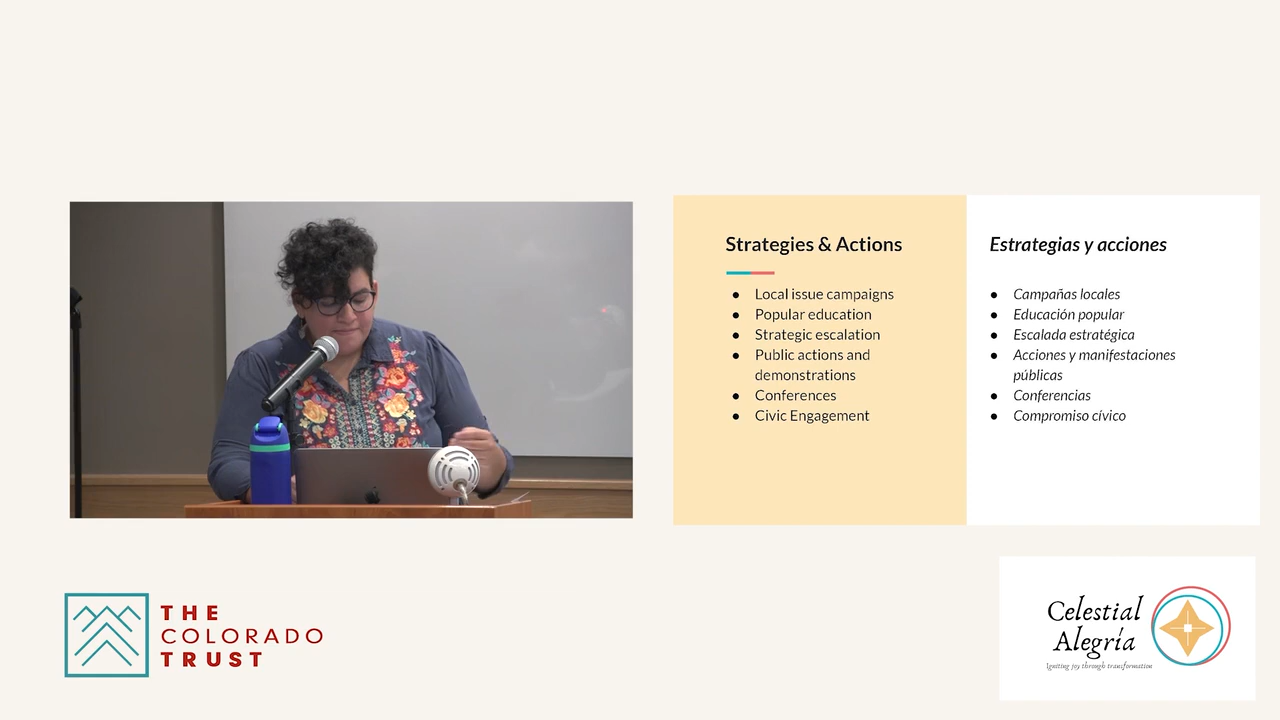 Strategies & Actions
● Local issue campaigns
● Popular education
● Strategic escalation
● Public actions and
demonstrations
● Conferences
● Civic Engagement
Estrategias y acciones
● Campañas locales
● Educación popular
● Escalada estratégica
● Acciones y manifestaciones
públicas
● Conferencias
● Compromiso cívico
THE
COLORADO
TRUST
Celestial
Alegría
Igniting joy through transformation